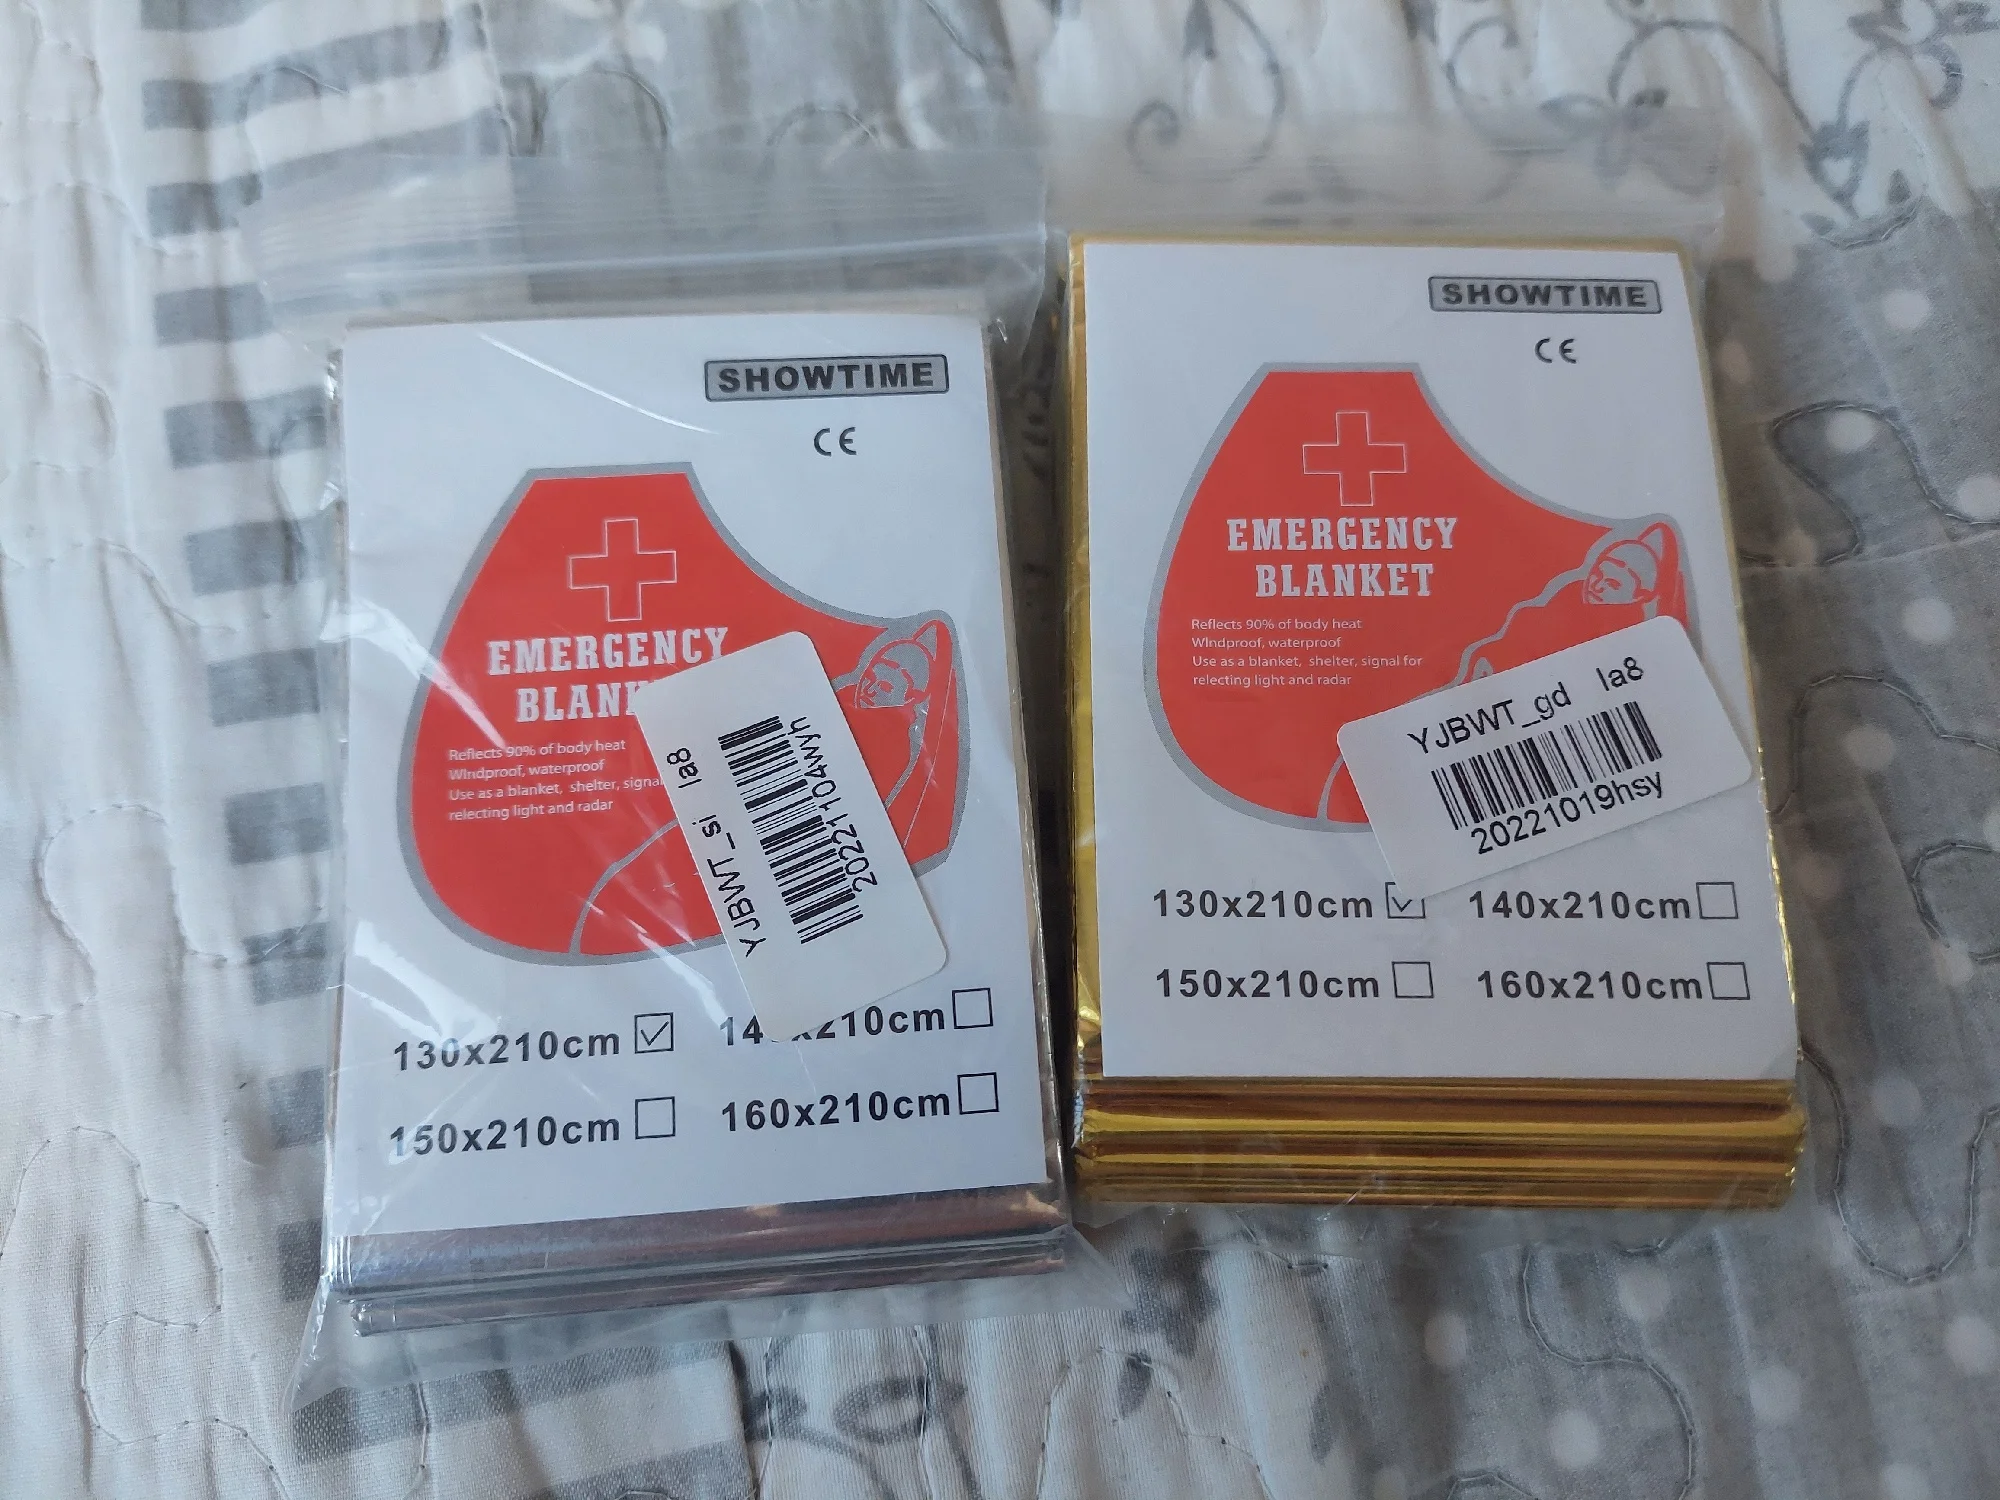 SHOWTIME
CE
EMERGENCY
BLANK
Reflects 90% of body heat
WIndproof, waterproof
Use as a blanket, shelter, signal
relecting light and radar
YJBWT_si la8
20221104wyh
130x210cm
x210cm
150x210cm
160x210cm
SHOWTIME
CE
EMERGENCY
BLANKET
Reflects 90% of body heat
WIndproof, waterproof
Use as a blanket, shelter, signal for
relecting light and radar
YJBWT_gd la8
20221019hsy
130x210cm
140x210cm
150x210cm
160x210cm